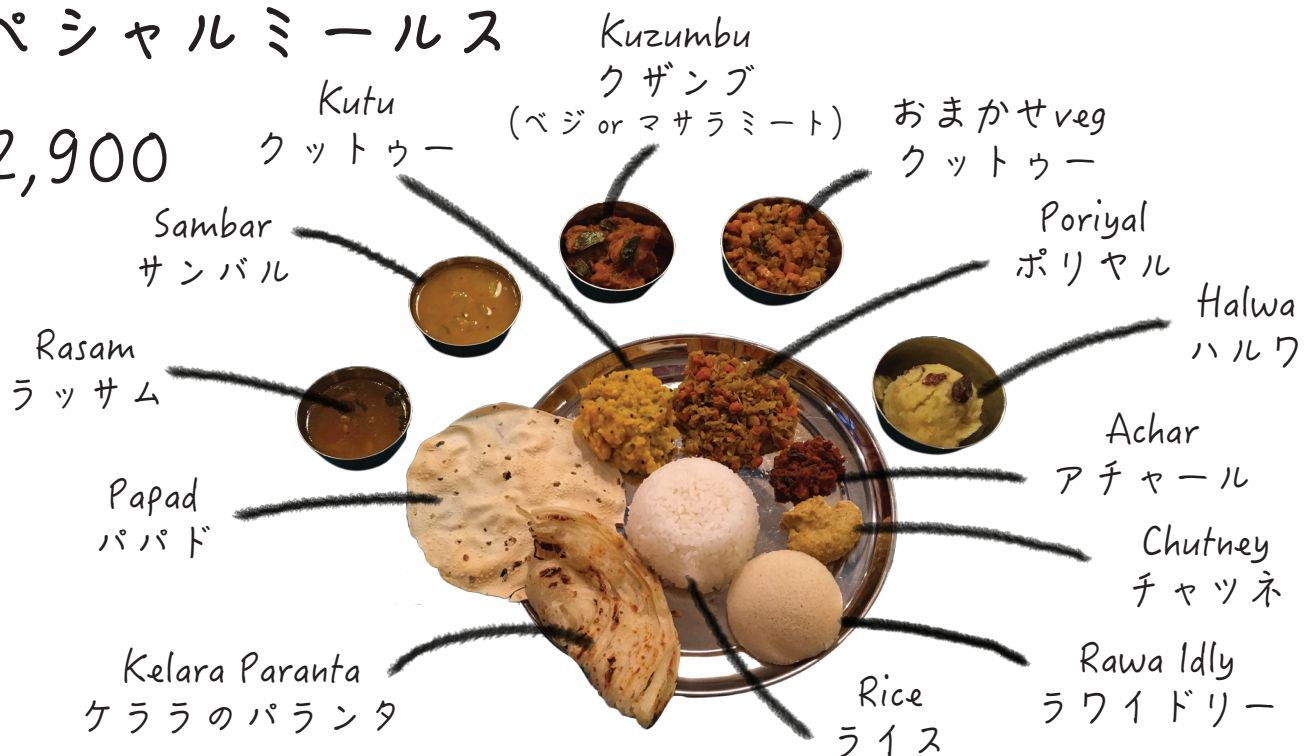 ペシャルミールス
2,900
Kutu
クットゥー
Kuzumbu
クザンブ
(ベジ or マサラミート)
おまかせveg
クットゥー
Sambar
サンバル
Poriyal
ポリヤル
Halwa
ハルワ
Rasam
ラッサム
Achar
アチャール
Papad
パパド
Chutney
チャツネ
Kelara Paranta
ケララのパランタ
Rice
ライス
Rawa Idly
ラワイドリー